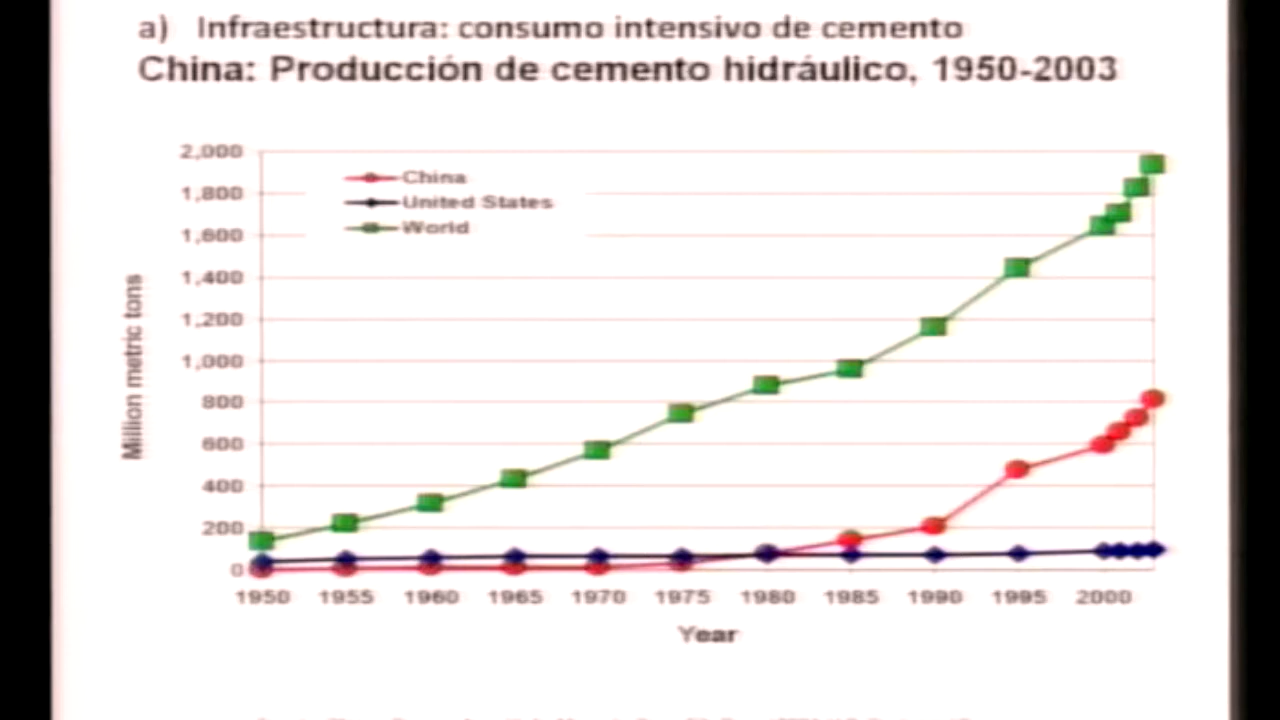 a) Infraestructura: consumo intensivo de cemento
China: Producción de cemento hidráulico, 1950-2003
2,000
1,800
1,600
1,400
1,200
1,000
800
600
400
200
0
China
United States
World
Million metric tons
1950 1955 1960 1965 1970 1975 1980 1985 1990 1995 2000
Year